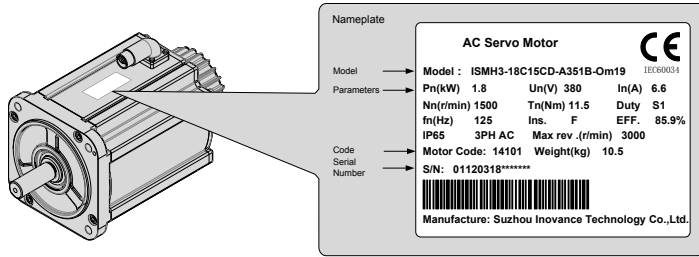 Nameplate
AC Servo Motor
CE
IEC60034
Model
Model : ISMH3-18C15CD-A351B-Om19
Parameters
Pn(kW) 1.8 Un(V) 380 In(A) 6.6
Nn(r/min) 1500 Tn(Nm) 11.5 Duty S1
fn(Hz) 125 Ins. F EFF. 85.9%
IP65 3PH AC Max rev .(r/min) 3000
Code
Motor Code: 14101 Weight(kg) 10.5
Serial
Number
S/N: 01120318*******
Manufacture: Suzhou Inovance Technology Co.,Ltd.